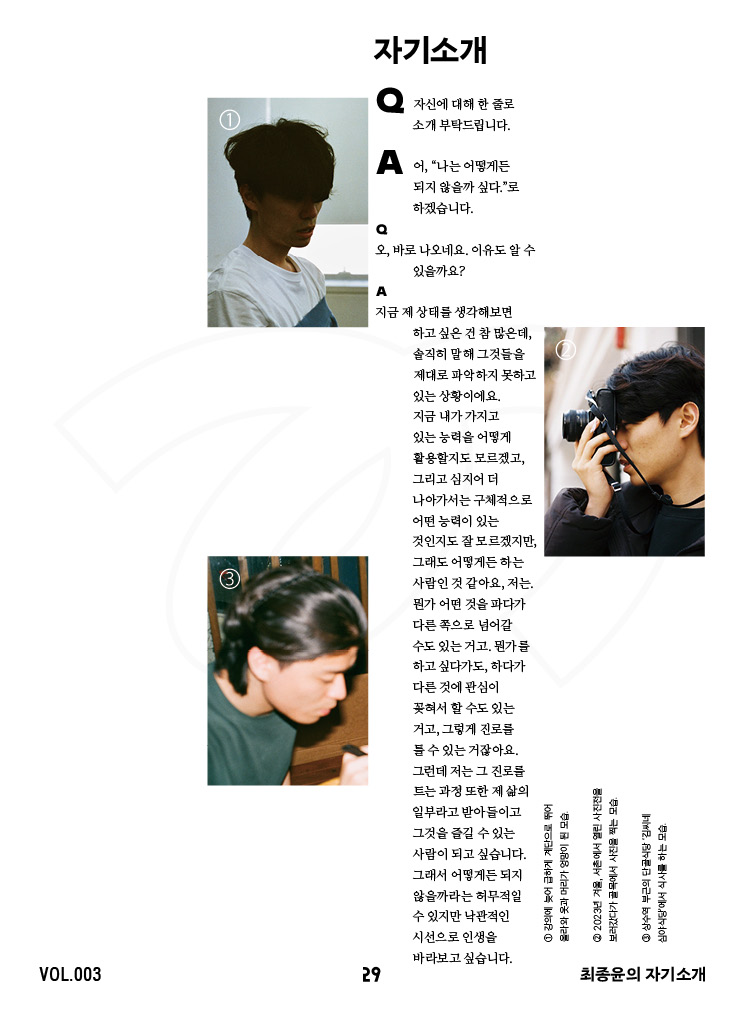 자기소개
Q
자신에 대해 한 줄로
소개 부탁드립니다.
A
어, “나는 어떻게든
되지 않을까 싶다.”로
하겠습니다.
Q
오, 바로 나오네요. 이유도 알 수
있을까요?
A
지금 제 상태를 생각해보면
하고 싶은 건 참 많은데,
솔직히 말해 그것들을
제대로 파악하지 못하고
있는 상황이에요.
지금 내가 가지고
있는 능력을 어떻게
활용할지도 모르겠고,
그리고 심지어 더
나아가서는 구체적으로
어떤 능력이 있는
것인지도 잘 모르겠지만,
그래도 어떻게든 하는
사람인 것 같아요, 저는.
뭔가 어떤 것을 파다가
다른 쪽으로 넘어갈
수도 있는 거고. 뭔가를
하고 싶다가도, 하다가
다른 것에 관심이
꽂혀서 할 수도 있는
거고, 그렇게 진로를
틀 수 있는 거잖아요.
그런데 저는 그 진로를
트는 과정 또한 제 삶의
일부라고 받아들이고
그것을 즐길 수 있는
사람이 되고 싶습니다.
그래서 어떻게든 되지
않을까라는 허무적일
수 있지만 낙관적인
시선으로 인생을
바라보고 싶습니다.
①
②
③
① 강의에 늦어 급하게 계단으로 뛰어
올라와 옷과 머리가 엉망이 된 모습.
② 2023년 겨울, 서촌에서 열린 사진전을
보러갔다가 골목에서 사진을 찍는 모습.
③ 상수역 부근의 단골식당 ‘김씨네
심야식당’에서 식사를 하는 모습.
VOL.003
29
최종윤의 자기소개